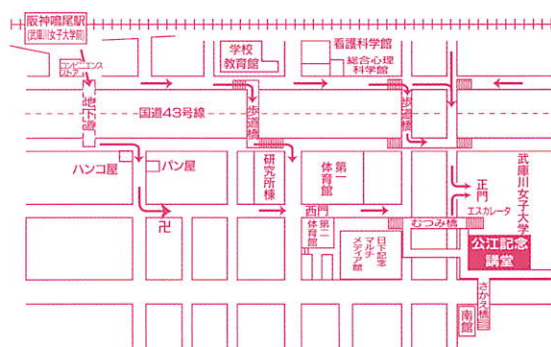 阪神鳴尾駅
(武庫川女子大学前)
コンビニエンス
ストア
学校
教育館
看護科学館
総合心理
科学館
国道43号線
歩道橋
歩道橋
ハンコ屋
パン屋
研究所棟
第一
体育館
正門
武庫川女子大学
エスカレータ
西門
むつみ橋
卍
第二
体育館
日下記念
マルチ
メディア館
公江記念
講堂
さかえ橋
南館